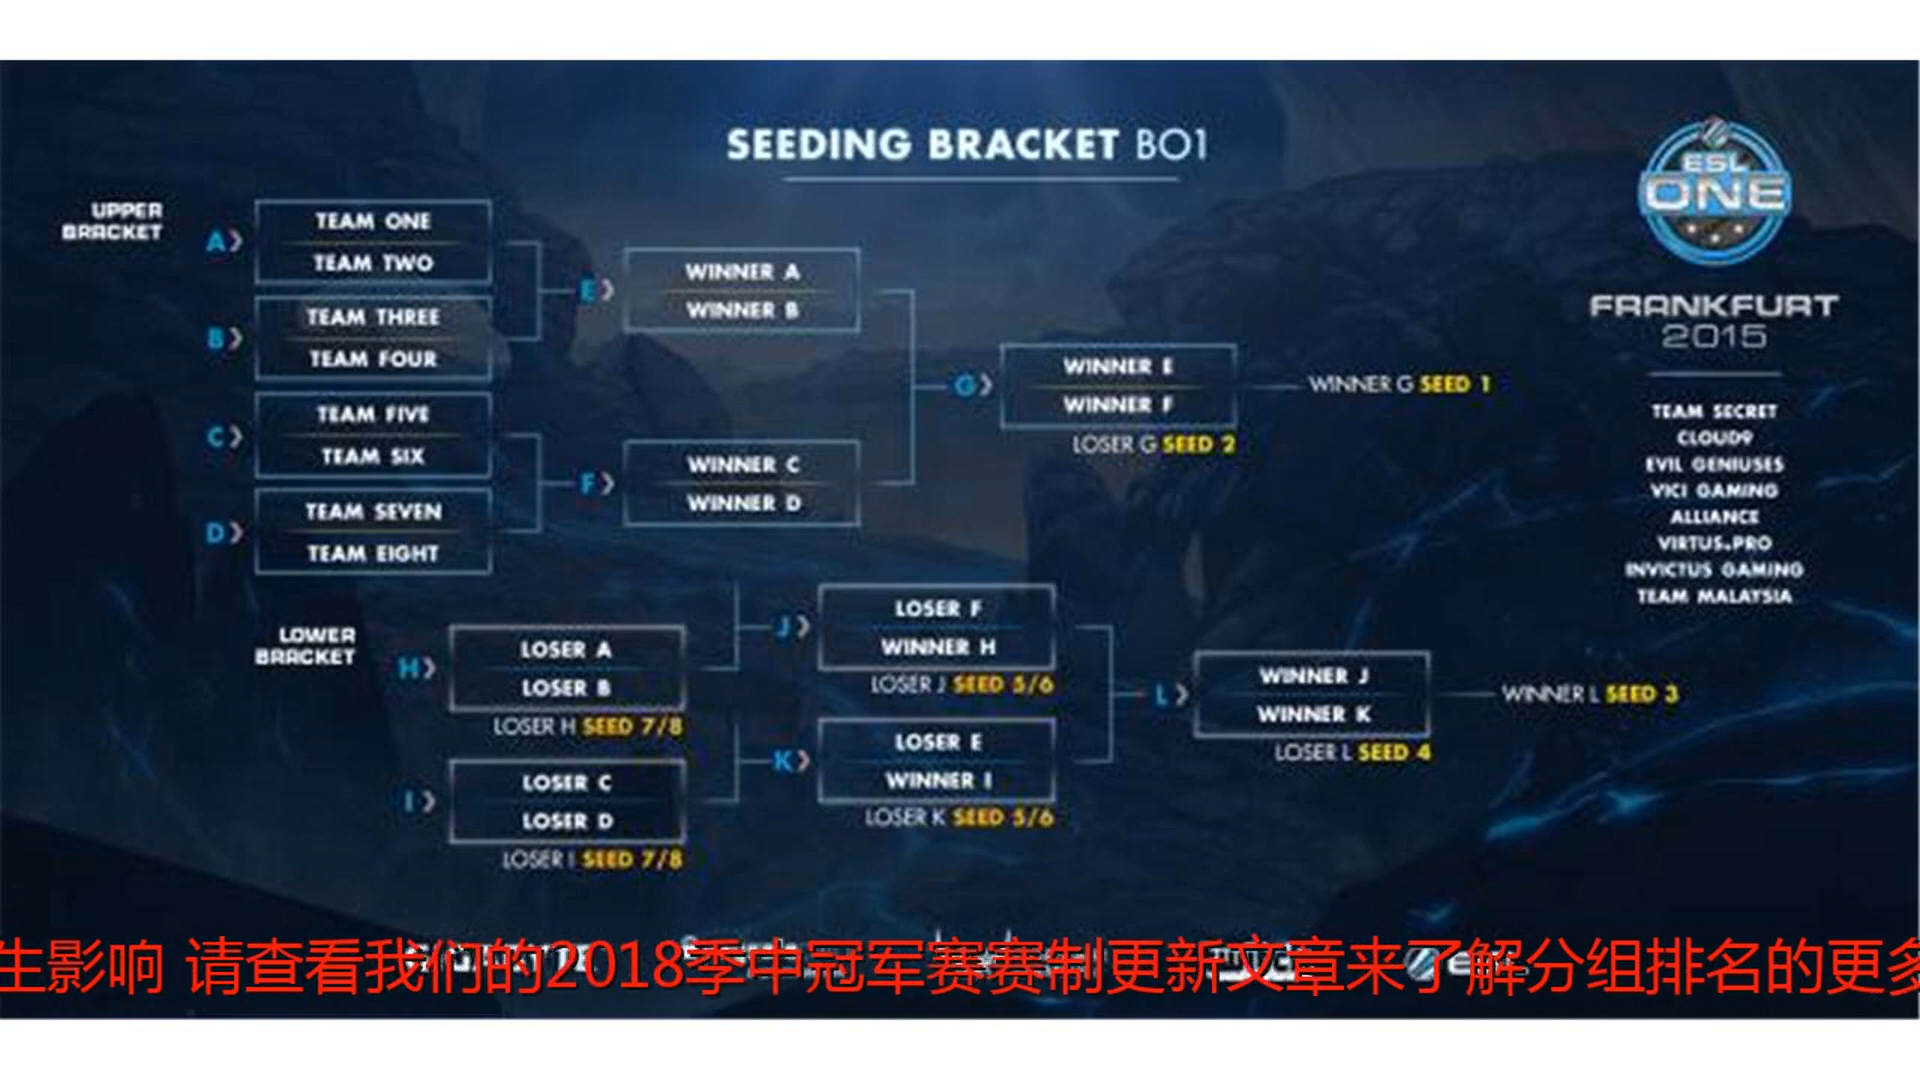 SEEDING BRACKET BO1
UPPER
BRACKET
A
TEAM ONE
TEAM TWO
B
TEAM THREE
TEAM FOUR
C
TEAM FIVE
TEAM SIX
D
TEAM SEVEN
TEAM EIGHT
E
WINNER A
WINNER B
F
WINNER C
WINNER D
G
WINNER E
WINNER F
LOSER G SEED 2
WINNER G SEED 1
LOWER
BRACKET
H
LOSER A
LOSER B
LOSER H SEED 7/8
I
LOSER C
LOSER D
LOSER I SEED 7/8
J
LOSER F
WINNER H
LOSER J SEED 5/6
K
LOSER E
WINNER I
LOSER K SEED 5/6
L
WINNER J
WINNER K
LOSER L SEED 4
WINNER L SEED 3
ESL
ONE
FRANKFURT
2015
TEAM SECRET
CLOUD9
EVIL GENIUSES
VICI GAMING
ALLIANCE
VIRTUS.PRO
INVICTUS GAMING
TEAM MALAYSIA
生影响 请查看我们的2018季中冠军赛赛制更新文章来了解分组排名的更多